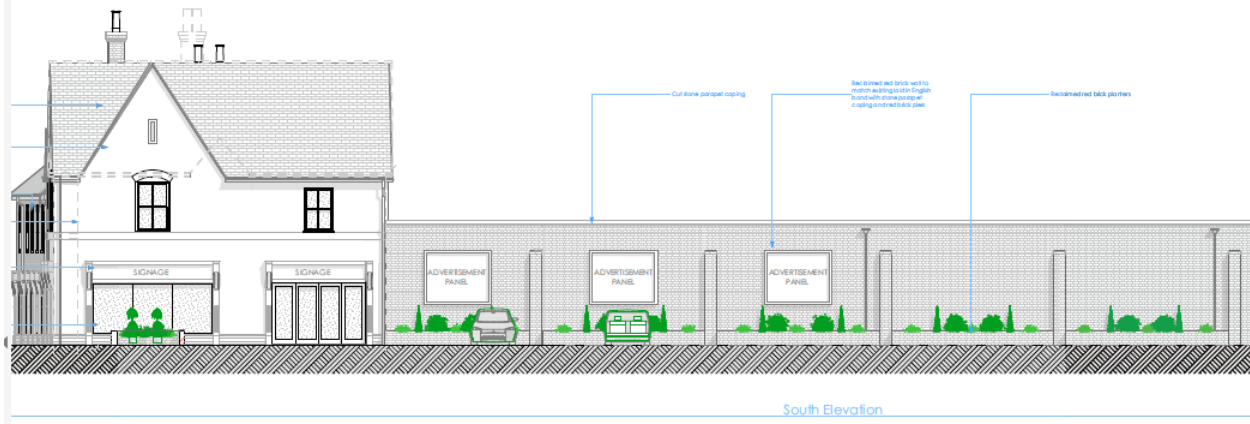 Cut stone parapet coping
Reclaimed red brick wall to
match existing laid in English
bond with stone parapet
coping and red brick piers
Reclaimed red brick planters
SIGNAGE
SIGNAGE
ADVERTISEMENT
PANEL
ADVERTISEMENT
PANEL
ADVERTISEMENT
PANEL
South Elevation